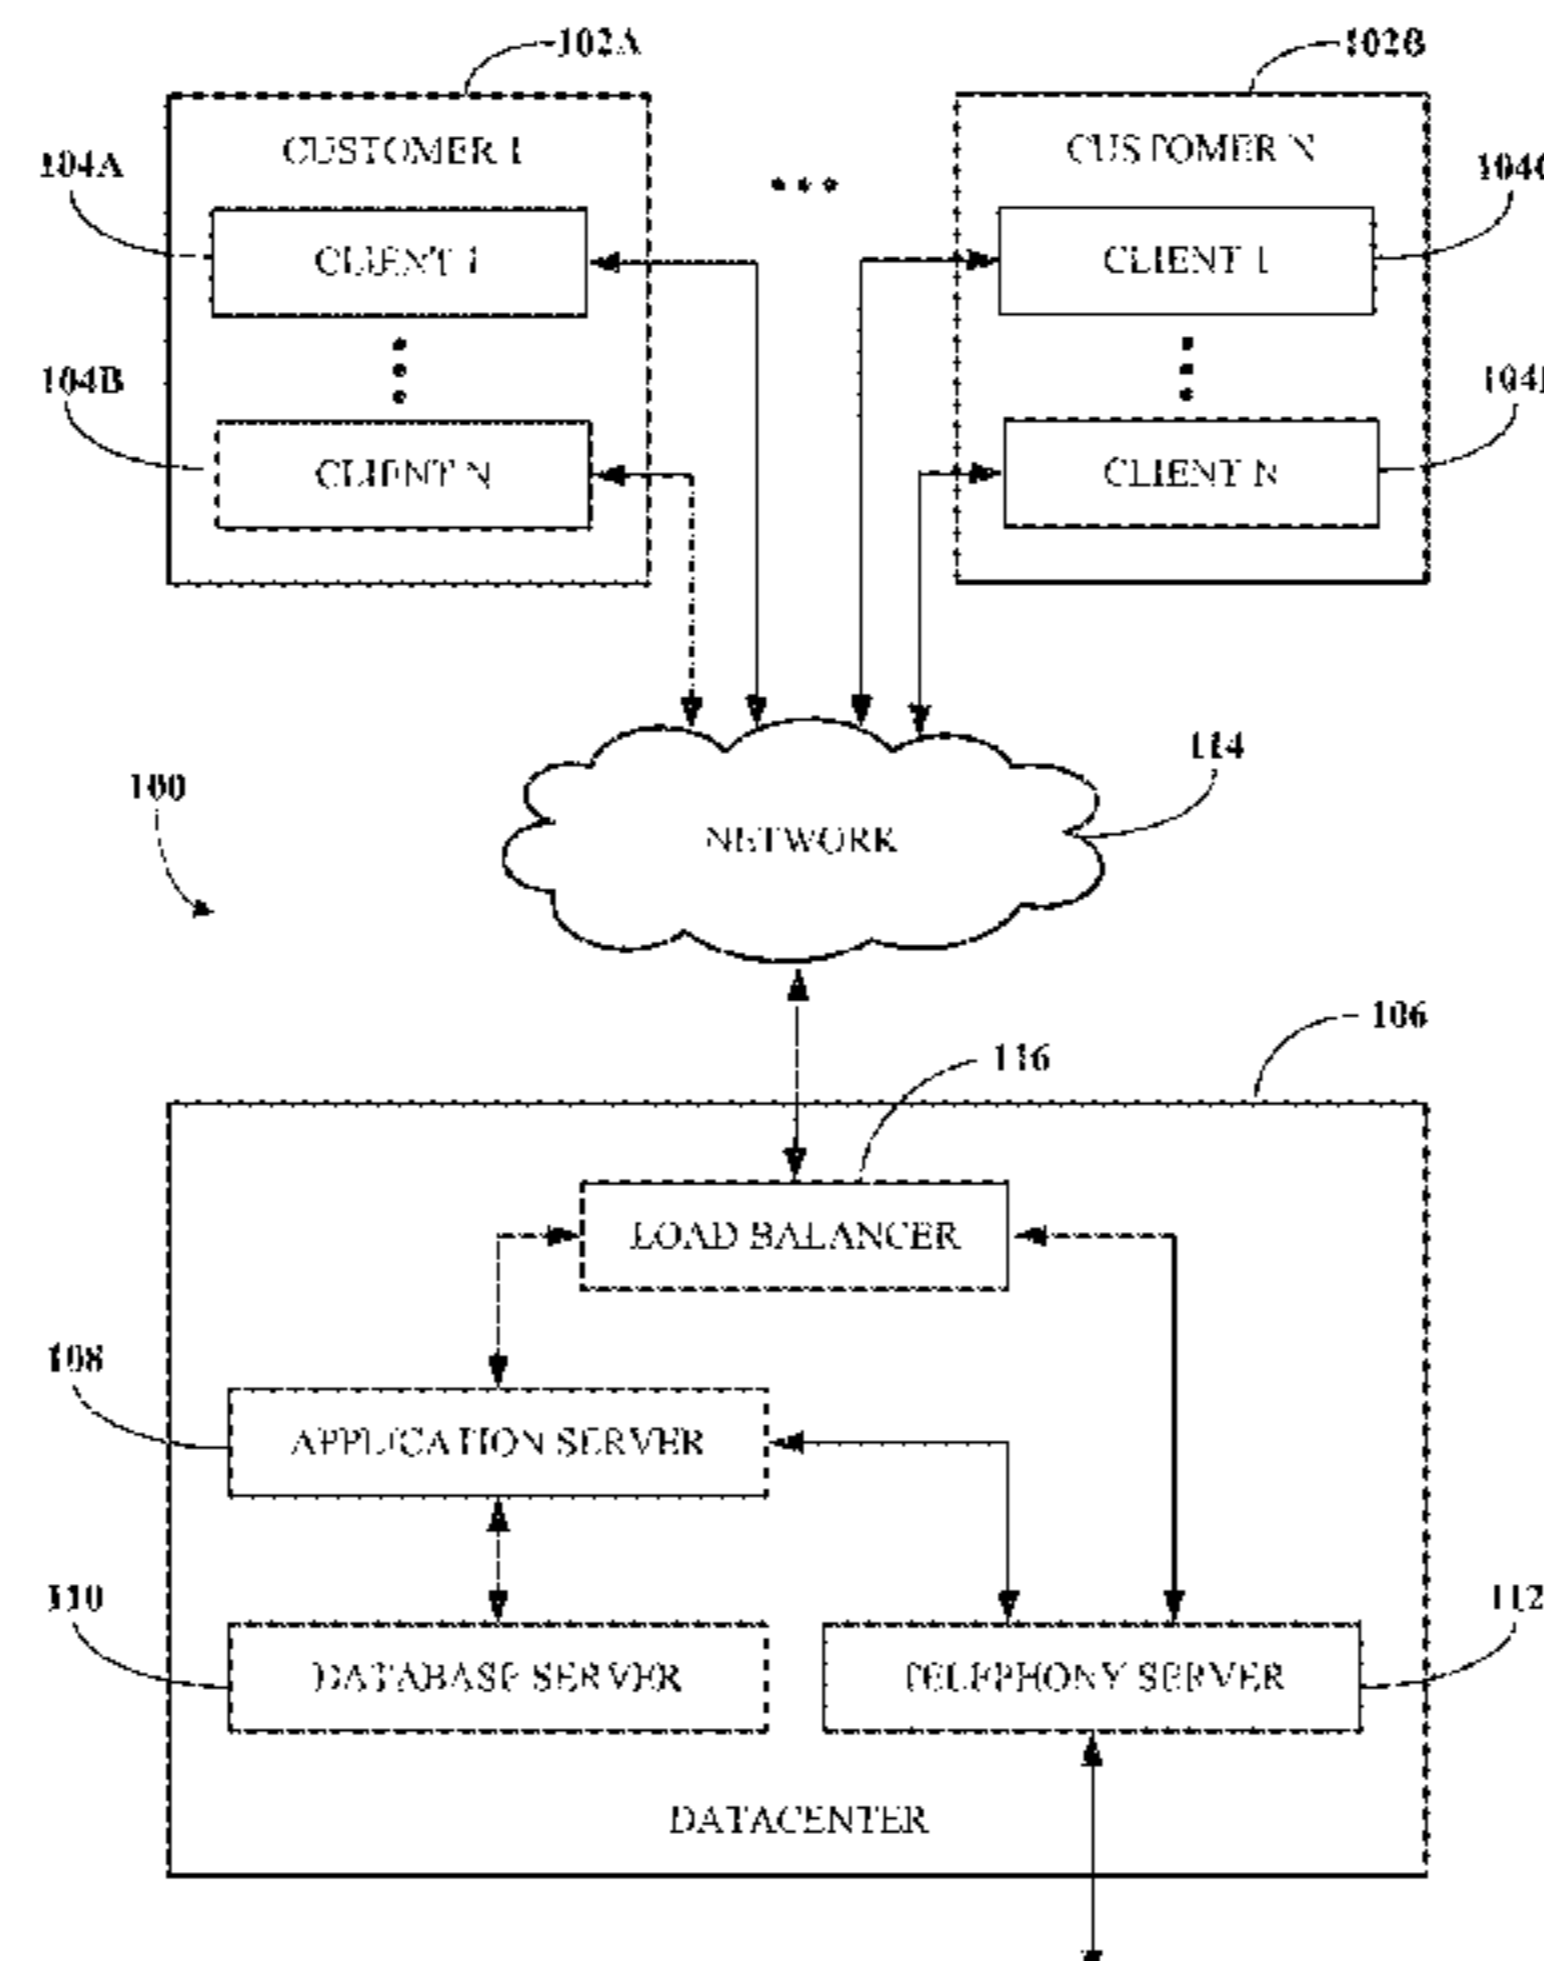 102A
102B
CUSTOMER 1
CUSTOMER N
104A
104C
CLIENT 1
CLIENT 1
104B
CLIENT N
CLIENT N
114
100
NETWORK
106
116
LOAD BALANCER
108
APPLICATION SERVER
110
112
DATABASE SERVER
TELEPHONY SERVER
DATACENTER